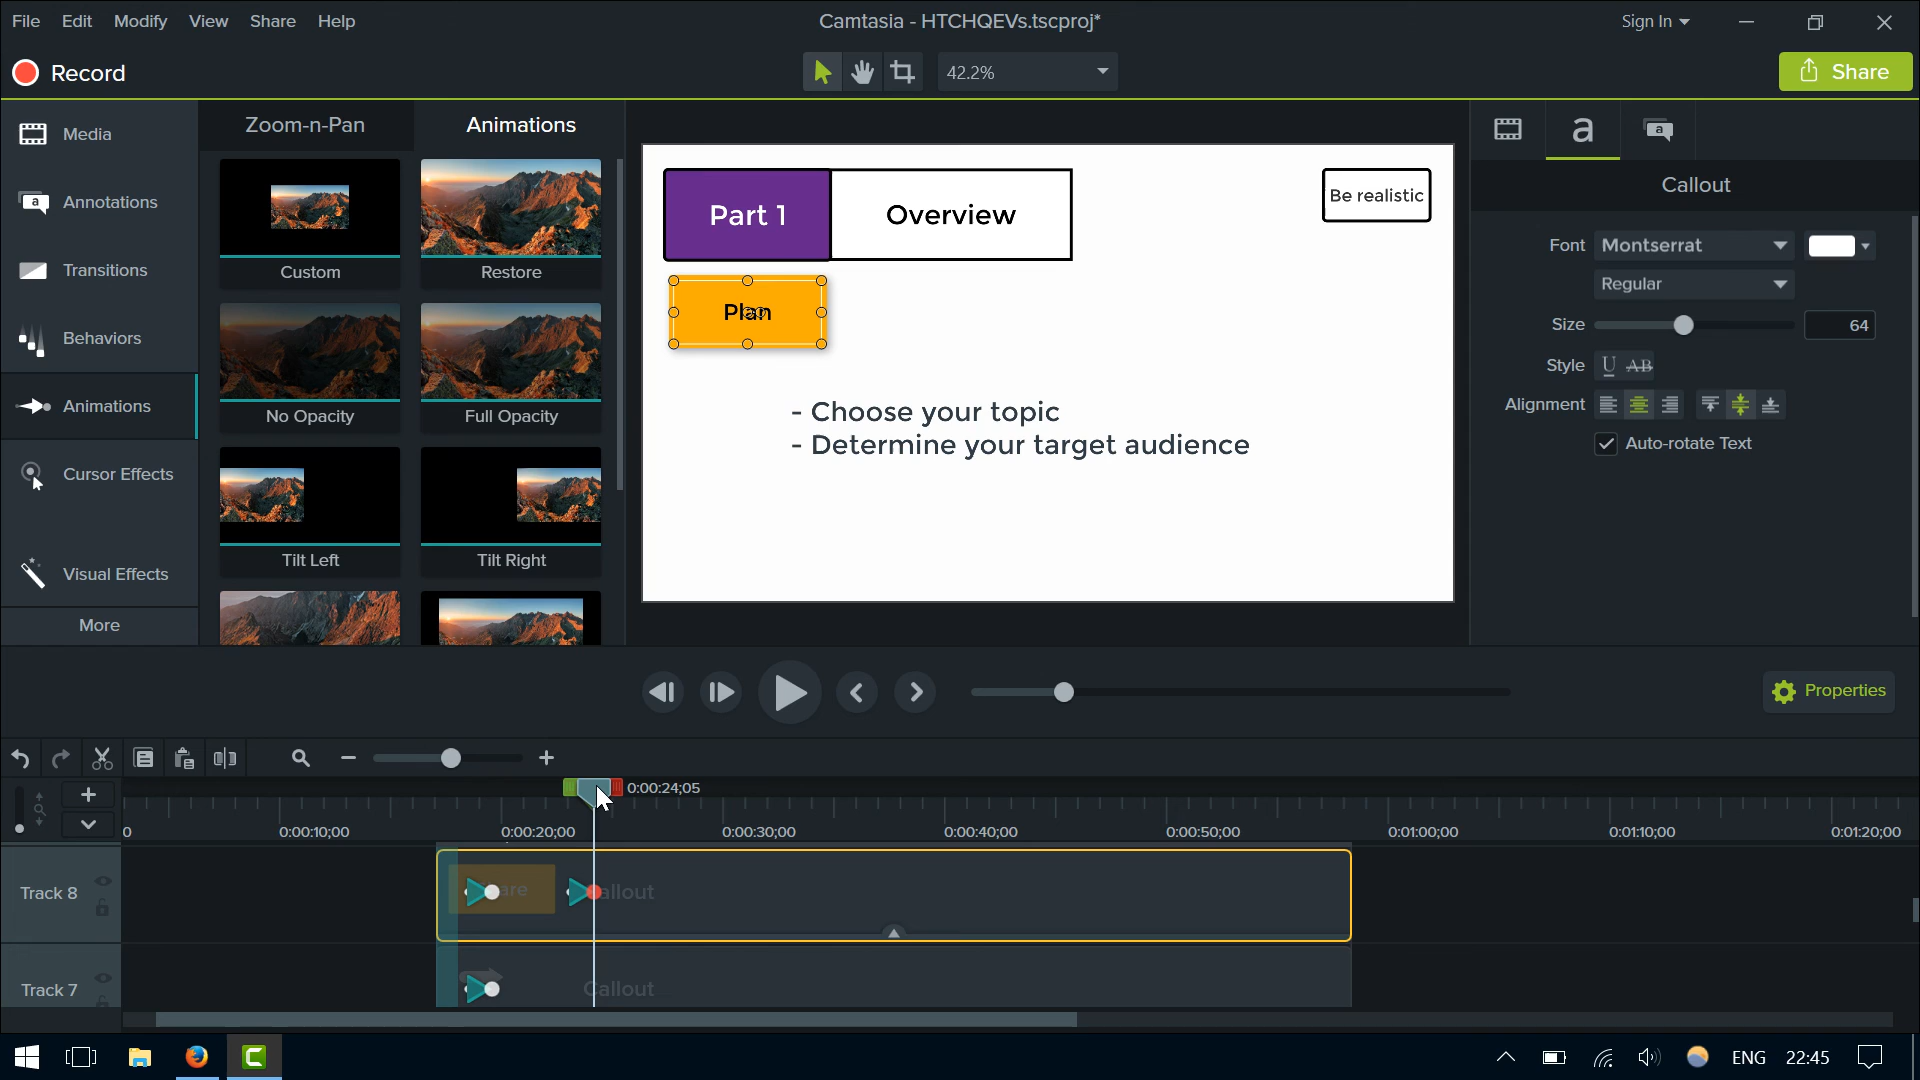 File Edit Modify View Share Help
Camtasia - HTCHQEVs.tscproj*
Sign In
Record
42.2%
Share
Media
Annotations
Transitions
Behaviors
Animations
Cursor Effects
Visual Effects
More
Zoom-n-Pan Animations
Custom Restore
No Opacity Full Opacity
Tilt Left Tilt Right
Part 1 Overview
Be realistic
Plan
- Choose your topic
- Determine your target audience
a a
Callout
Font Montserrat
Regular
Size 64
Style U AB
Alignment
Auto-rotate Text
Properties
0:00:24;05
0 0:00:10;00 0:00:20;00 0:00:30;00 0:00:40;00 0:00:50;00 0:01:00;00 0:01:10;00 0:01:20;00
Track 8
Track 7 Callout
ENG 22:45